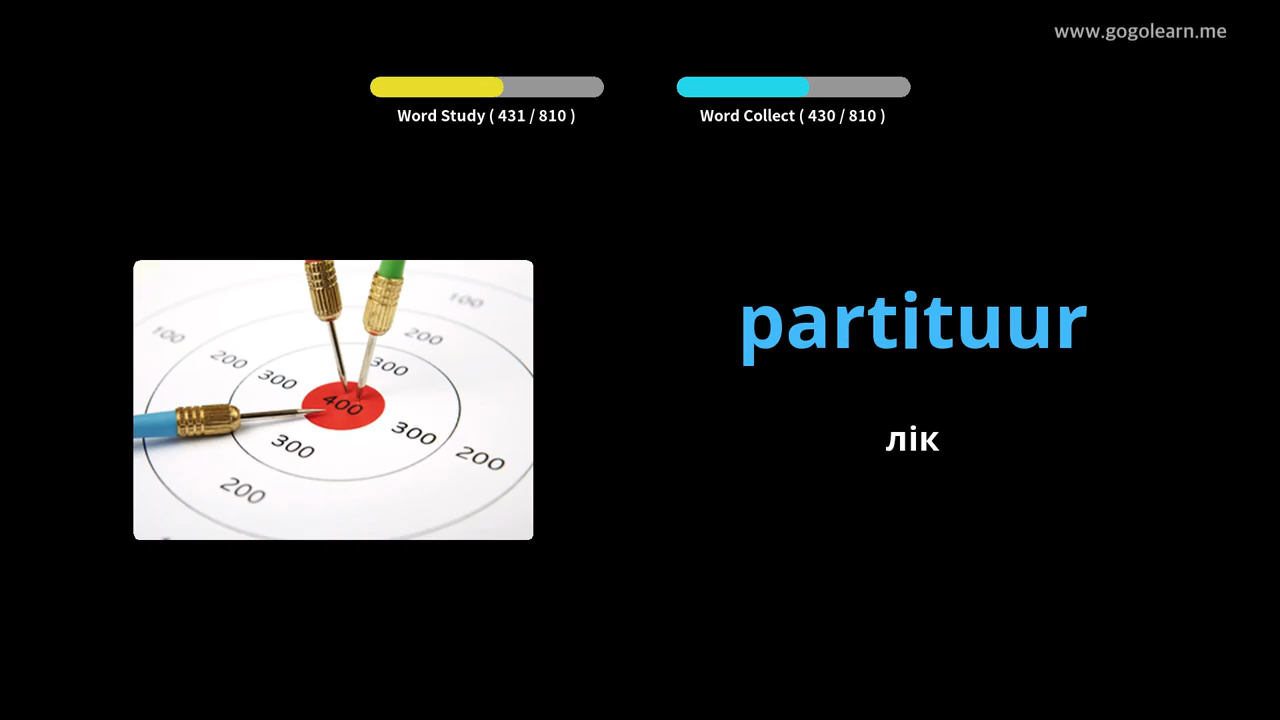 www.gogolearn.me
Word Study ( 431 / 810 )
Word Collect ( 430 / 810 )
partituur
лік
100
100
200
200
300
300
400
300
300
200
200